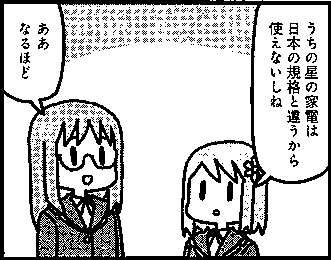 うちの星の家電は
日本の規格と違うから
使えないしね
ああ
なるほど